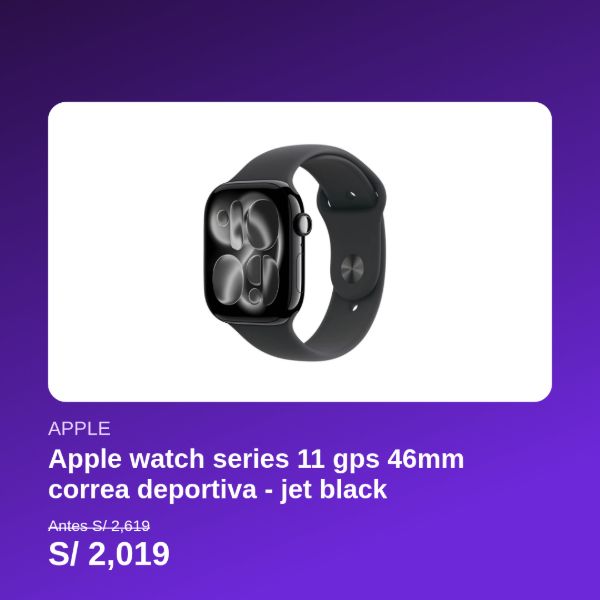 APPLE
Apple watch series 11 gps 46mm
correa deportiva - jet black
Antes S/ 2,619
S/ 2,019